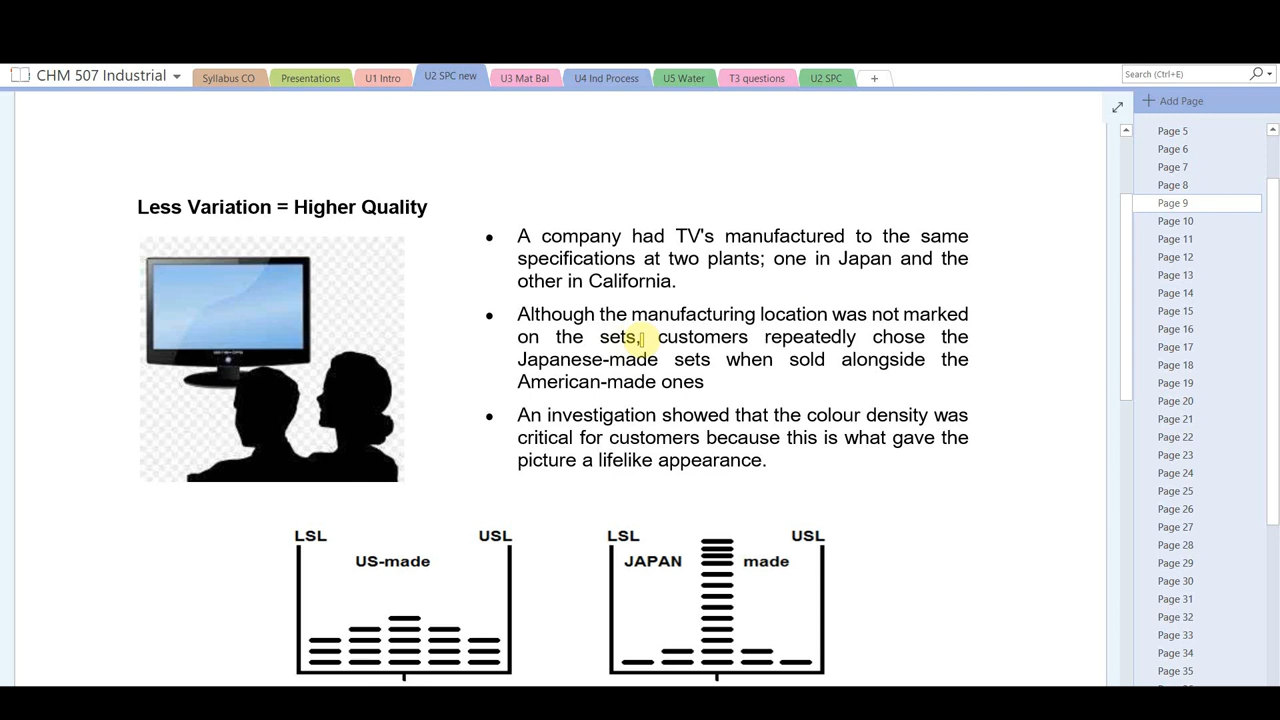 CHM 507 Industrial
Syllabus CO
Presentations
U1 Intro
U2 SPC new
U3 Mat Bal
U4 Ind Process
U5 Water
T3 questions
U2 SPC
Search (Ctrl+E)
Add Page
Less Variation = Higher Quality
• A company had TV's manufactured to the same
specifications at two plants; one in Japan and the
other in California.
• Although the manufacturing location was not marked
on the sets, customers repeatedly chose the
Japanese-made sets when sold alongside the
American-made ones
• An investigation showed that the colour density was
critical for customers because this is what gave the
picture a lifelike appearance.
LSL USL
US-made
LSL USL
JAPAN made
Page 5
Page 6
Page 7
Page 8
Page 9
Page 10
Page 11
Page 12
Page 13
Page 14
Page 15
Page 16
Page 17
Page 18
Page 19
Page 20
Page 21
Page 22
Page 23
Page 24
Page 25
Page 26
Page 27
Page 28
Page 29
Page 30
Page 31
Page 32
Page 33
Page 34
Page 35